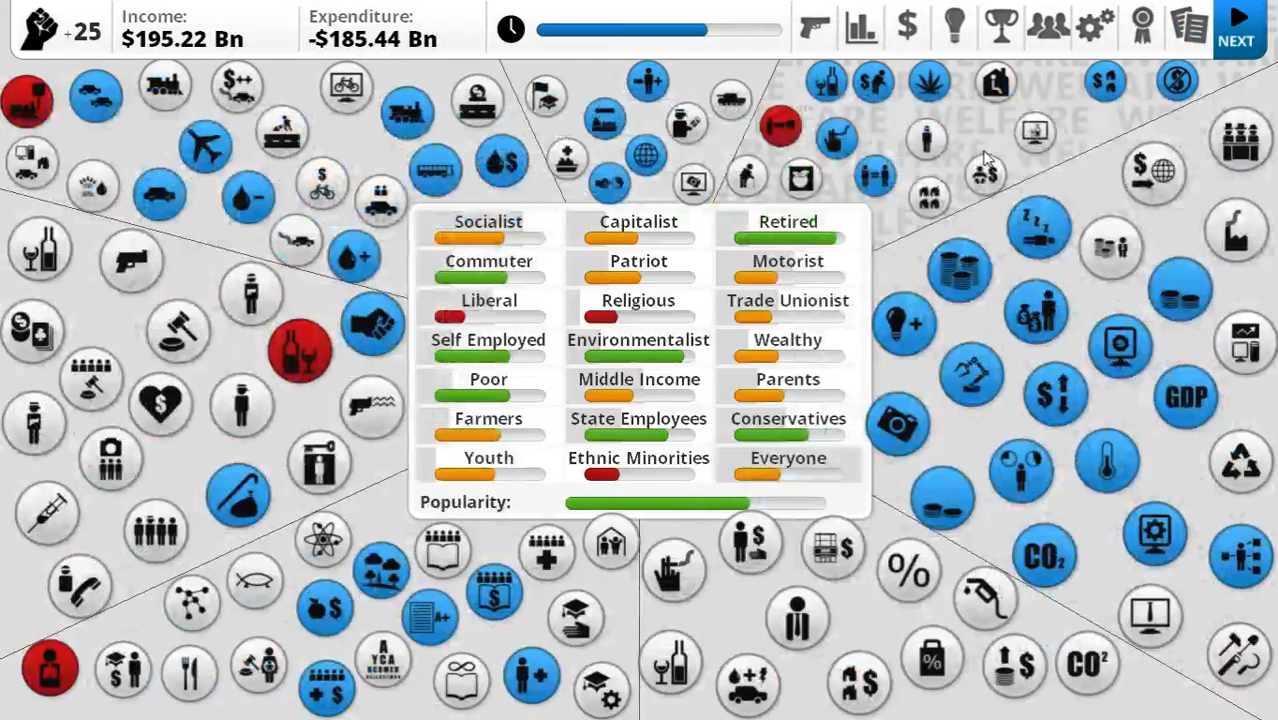 Income:
Expenditure:
+25
$195.22 Bn
-$185.44 Bn
NEXT
WELFARE
Socialist
Capitalist
Retired
Commuter
Patriot
Motorist
Liberal
Religious
Trade Unionist
Self Employed
Environmentalist
Wealthy
Poor
Middle Income
Parents
Farmers
State Employees
Conservatives
Youth
Ethnic Minorities
Everyone
Popularity:
GDP
CO₂
CO²
A+